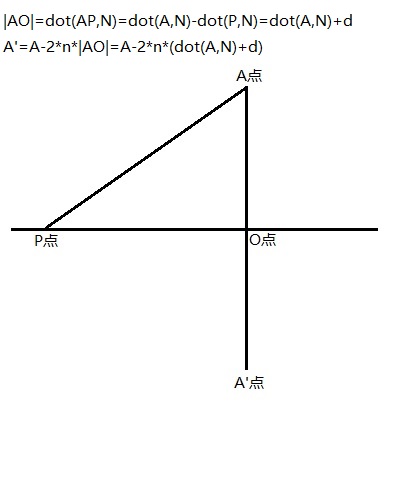 |AO|=dot(AP,N)=dot(A,N)-dot(P,N)=dot(A,N)+d
A'=A-2*n*|AO|=A-2*n*(dot(A,N)+d)
A点
P点
O点
A'点